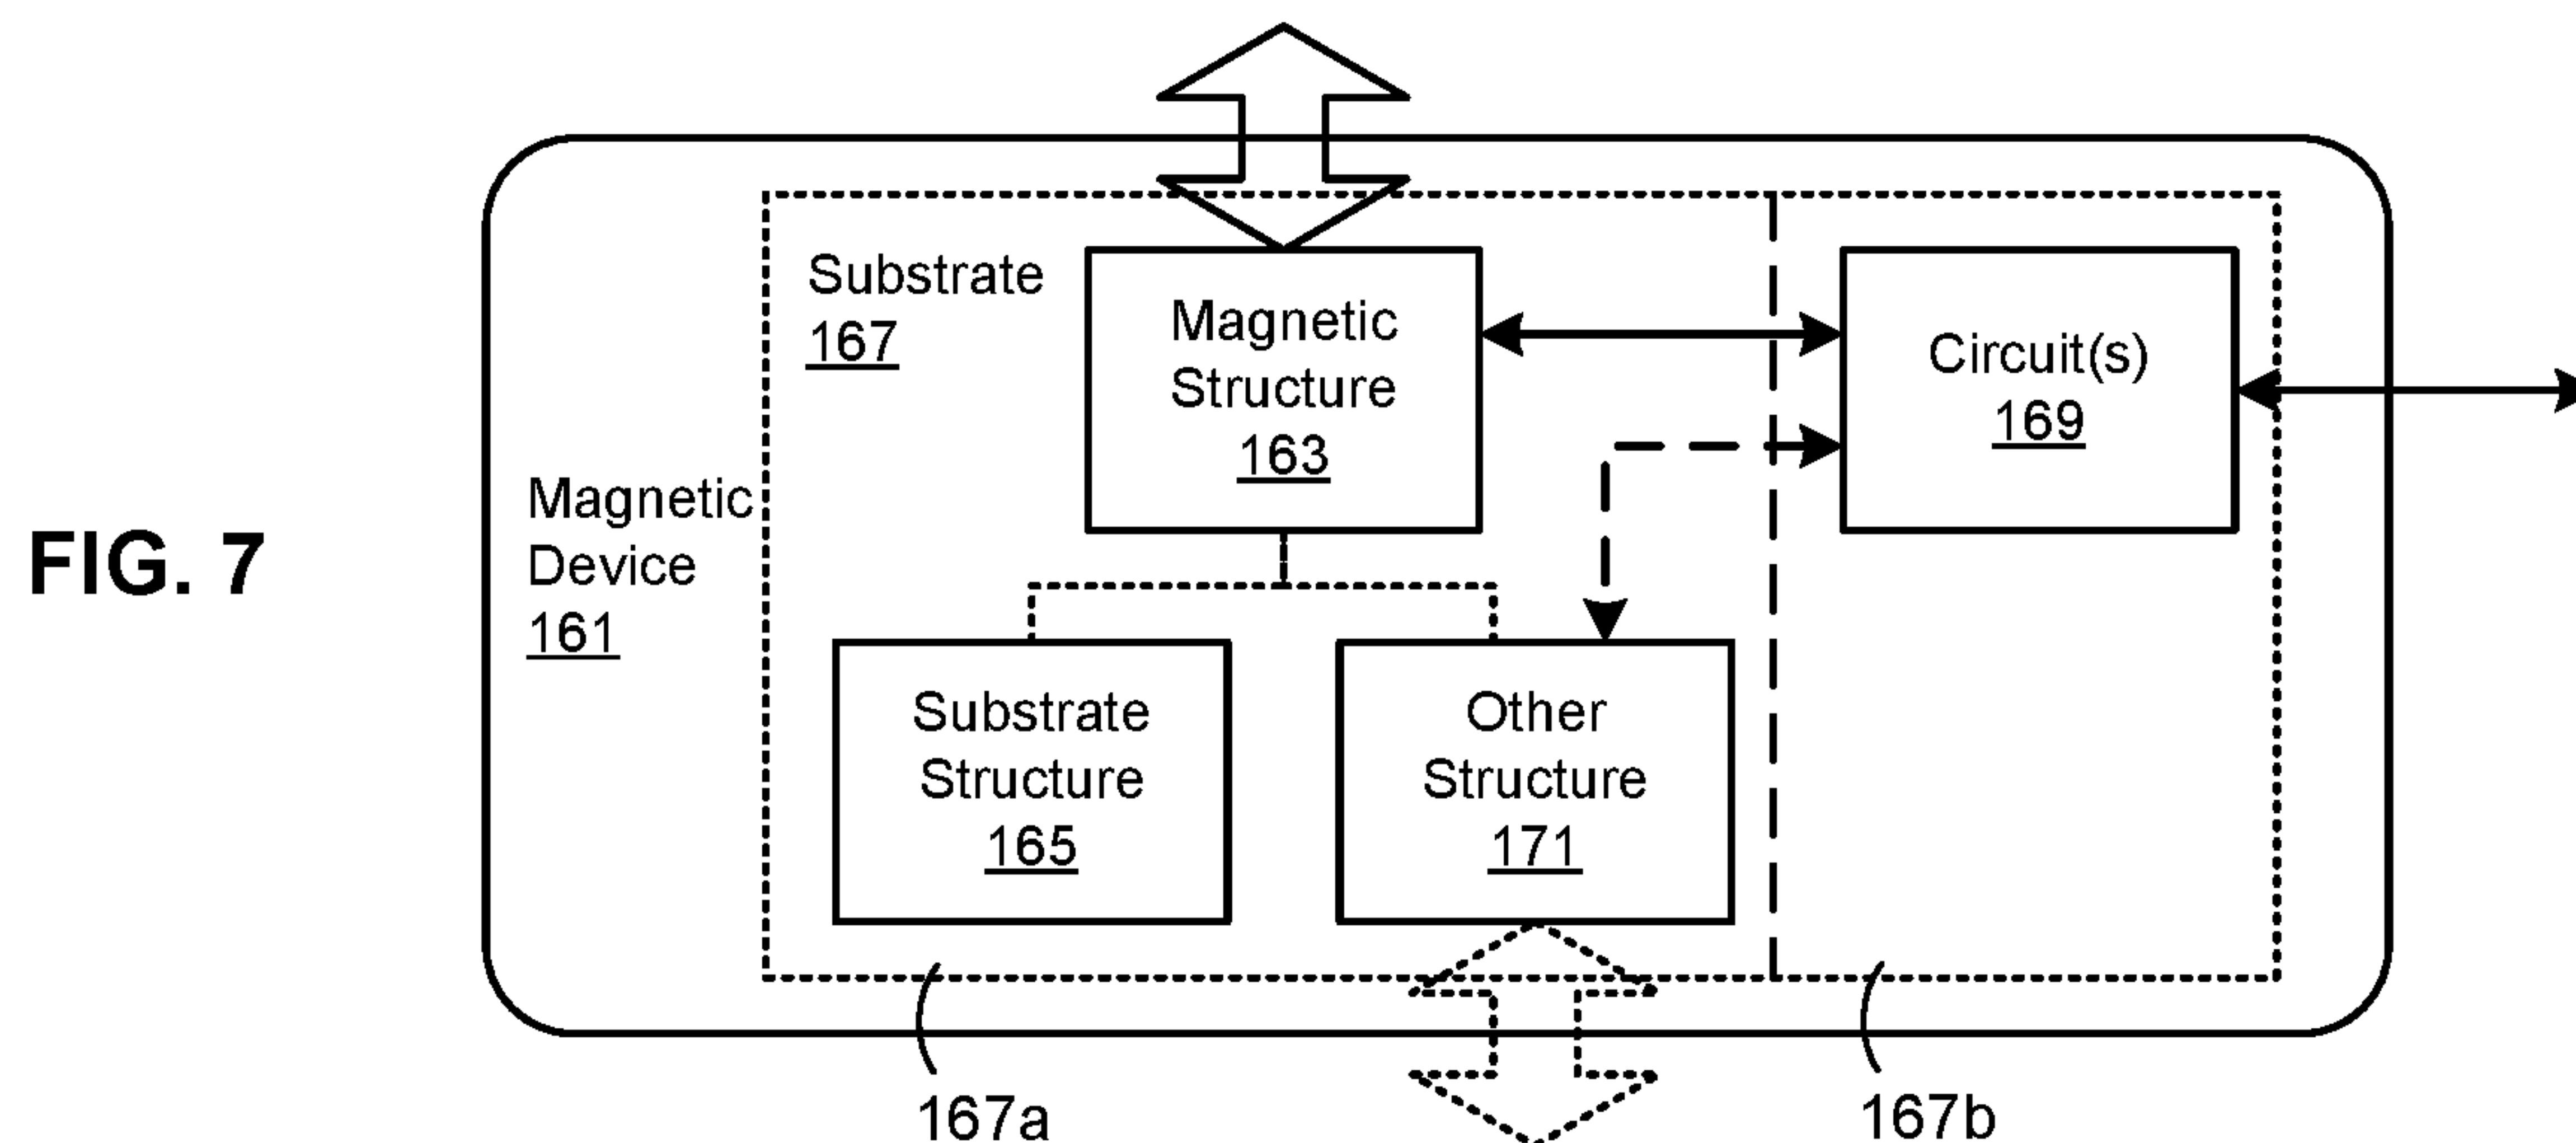 FIG. 7
Magnetic
Device
161
Substrate
167
Magnetic
Structure
163
Circuit(s)
169
Substrate
Structure
165
Other
Structure
171
167a
167b